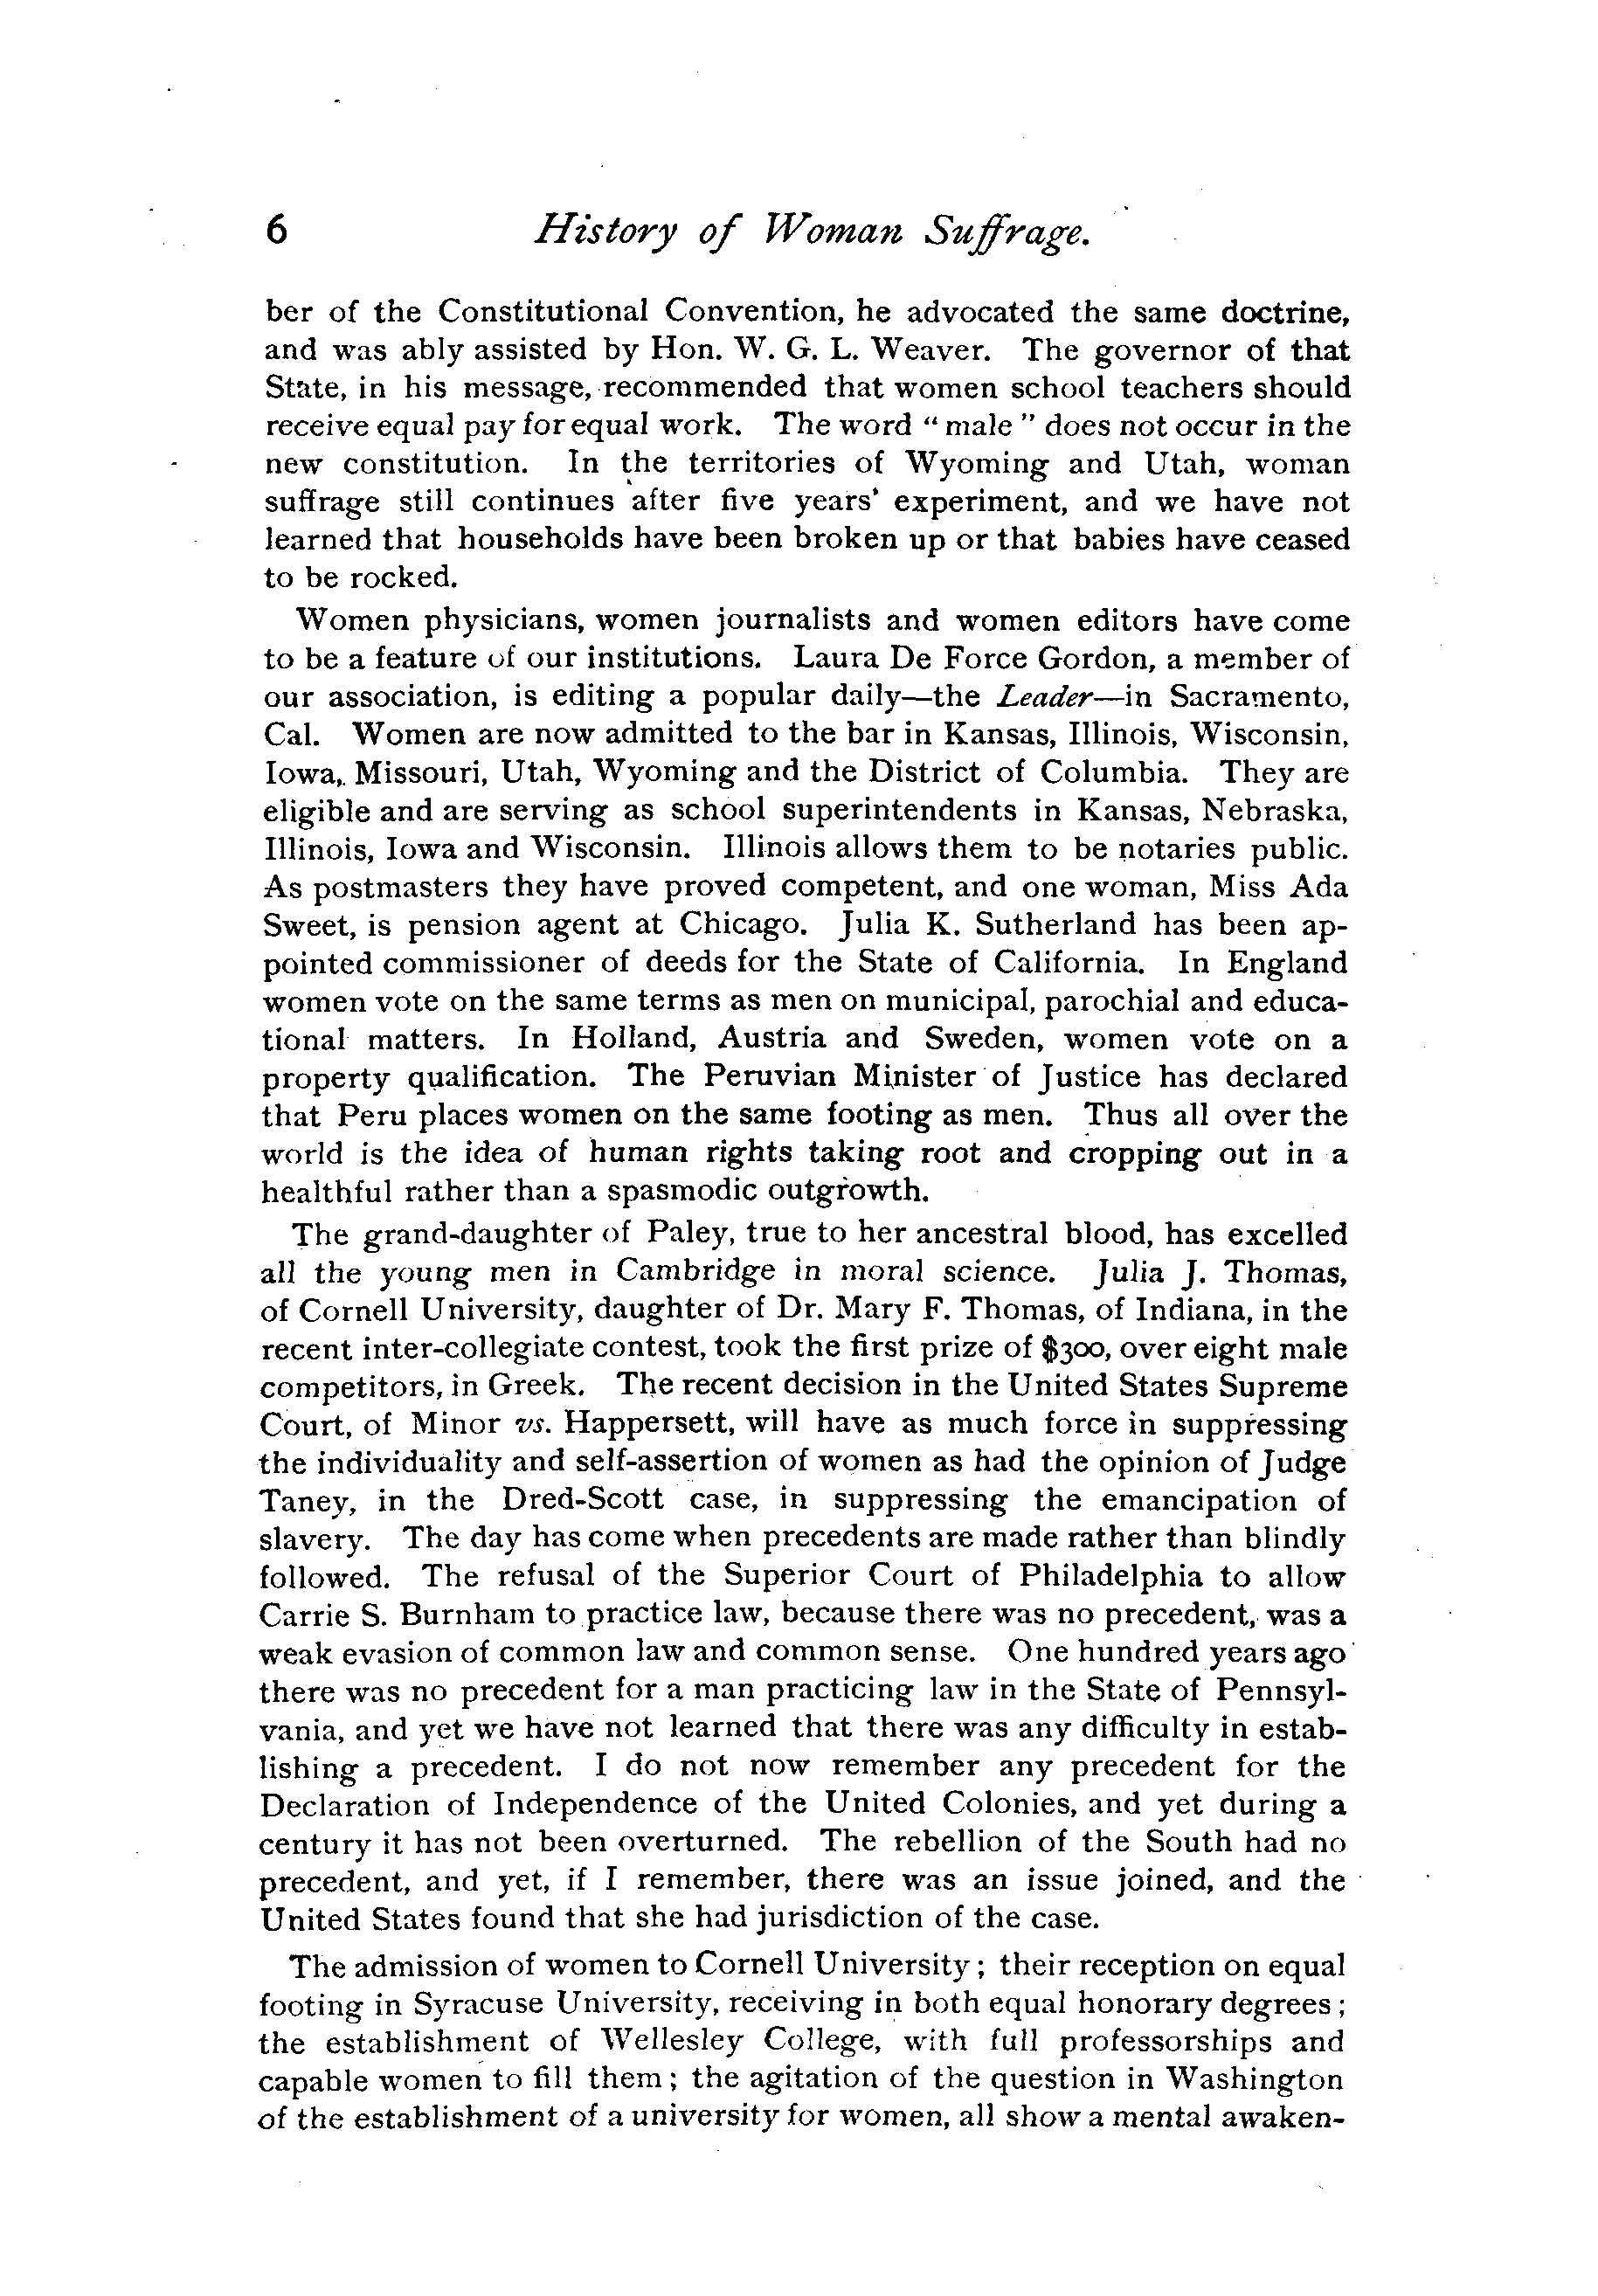 6 History of Woman Suffrage.
ber of the Constitutional Convention, he advocated the same doctrine,
and was ably assisted by Hon. W. G. L. Weaver. The governor of that
State, in his message, recommended that women school teachers should
receive equal pay for equal work. The word “ male ” does not occur in the
new constitution. In the territories of Wyoming and Utah, woman
suffrage still continues after five years' experiment, and we have not
learned that households have been broken up or that babies have ceased
to be rocked.
Women physicians, women journalists and women editors have come
to be a feature of our institutions. Laura De Force Gordon, a member of
our association, is editing a popular daily—the Leader—in Sacramento,
Cal. Women are now admitted to the bar in Kansas, Illinois, Wisconsin,
Iowa, Missouri, Utah, Wyoming and the District of Columbia. They are
eligible and are serving as school superintendents in Kansas, Nebraska,
Illinois, Iowa and Wisconsin. Illinois allows them to be notaries public.
As postmasters they have proved competent, and one woman, Miss Ada
Sweet, is pension agent at Chicago. Julia K. Sutherland has been ap-
pointed commissioner of deeds for the State of California. In England
women vote on the same terms as men on municipal, parochial and educa-
tional matters. In Holland, Austria and Sweden, women vote on a
property qualification. The Peruvian Minister of Justice has declared
that Peru places women on the same footing as men. Thus all over the
world is the idea of human rights taking root and cropping out in a
healthful rather than a spasmodic outgrowth.
The grand-daughter of Paley, true to her ancestral blood, has excelled
all the young men in Cambridge in moral science. Julia J. Thomas,
of Cornell University, daughter of Dr. Mary F. Thomas, of Indiana, in the
recent inter-collegiate contest, took the first prize of $300, over eight male
competitors, in Greek. The recent decision in the United States Supreme
Court, of Minor vs. Happersett, will have as much force in suppressing
the individuality and self-assertion of women as had the opinion of Judge
Taney, in the Dred-Scott case, in suppressing the emancipation of
slavery. The day has come when precedents are made rather than blindly
followed. The refusal of the Superior Court of Philadelphia to allow
Carrie S. Burnham to practice law, because there was no precedent, was a
weak evasion of common law and common sense. One hundred years ago
there was no precedent for a man practicing law in the State of Pennsyl-
vania, and yet we have not learned that there was any difficulty in estab-
lishing a precedent. I do not now remember any precedent for the
Declaration of Independence of the United Colonies, and yet during a
century it has not been overturned. The rebellion of the South had no
precedent, and yet, if I remember, there was an issue joined, and the
United States found that she had jurisdiction of the case.
The admission of women to Cornell University ; their reception on equal
footing in Syracuse University, receiving in both equal honorary degrees ;
the establishment of Wellesley College, with full professorships and
capable women to fill them ; the agitation of the question in Washington
of the establishment of a university for women, all show a mental awaken-